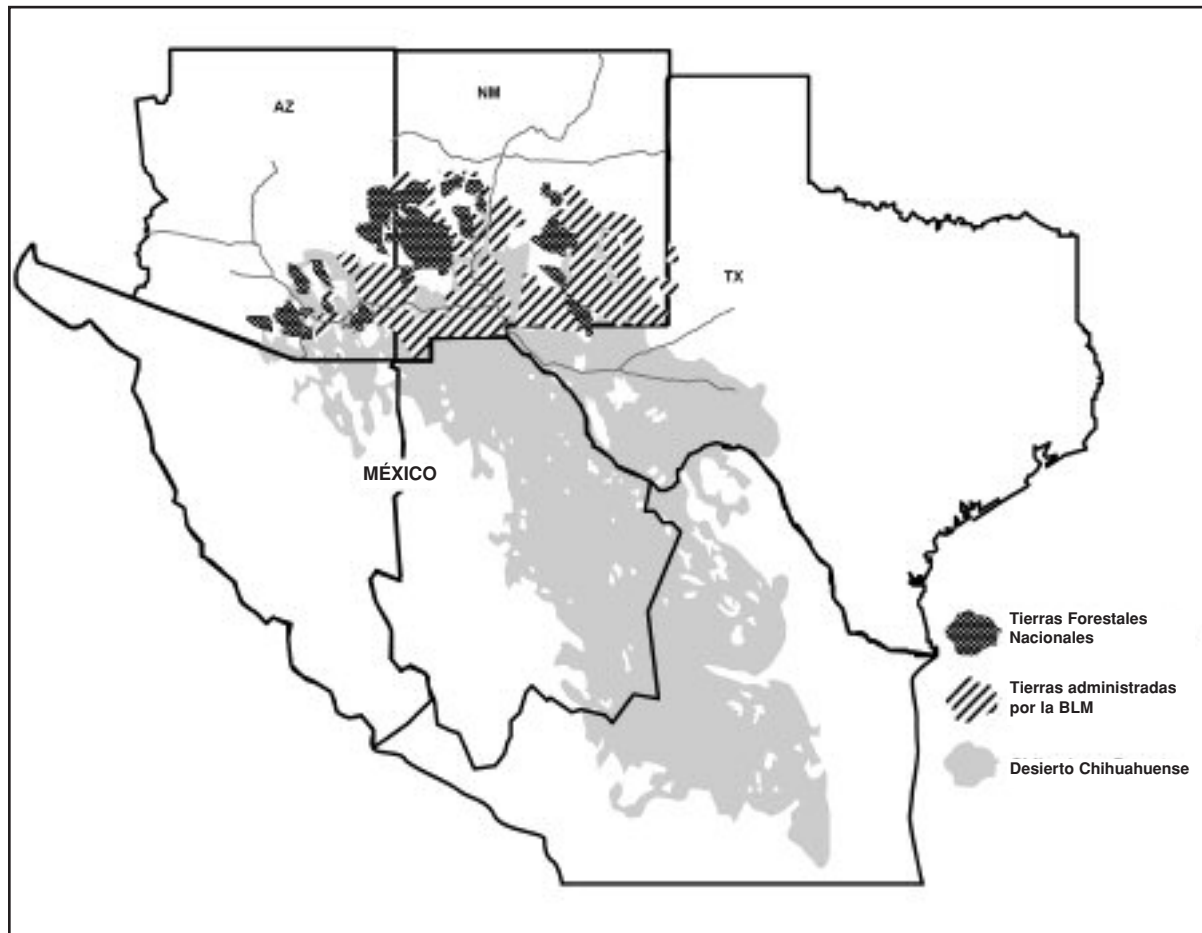 AZ
NM
TX
MÉXICO
Tierras Forestales
Nacionales
Tierras administradas
por la BLM
Desierto Chihuahuense